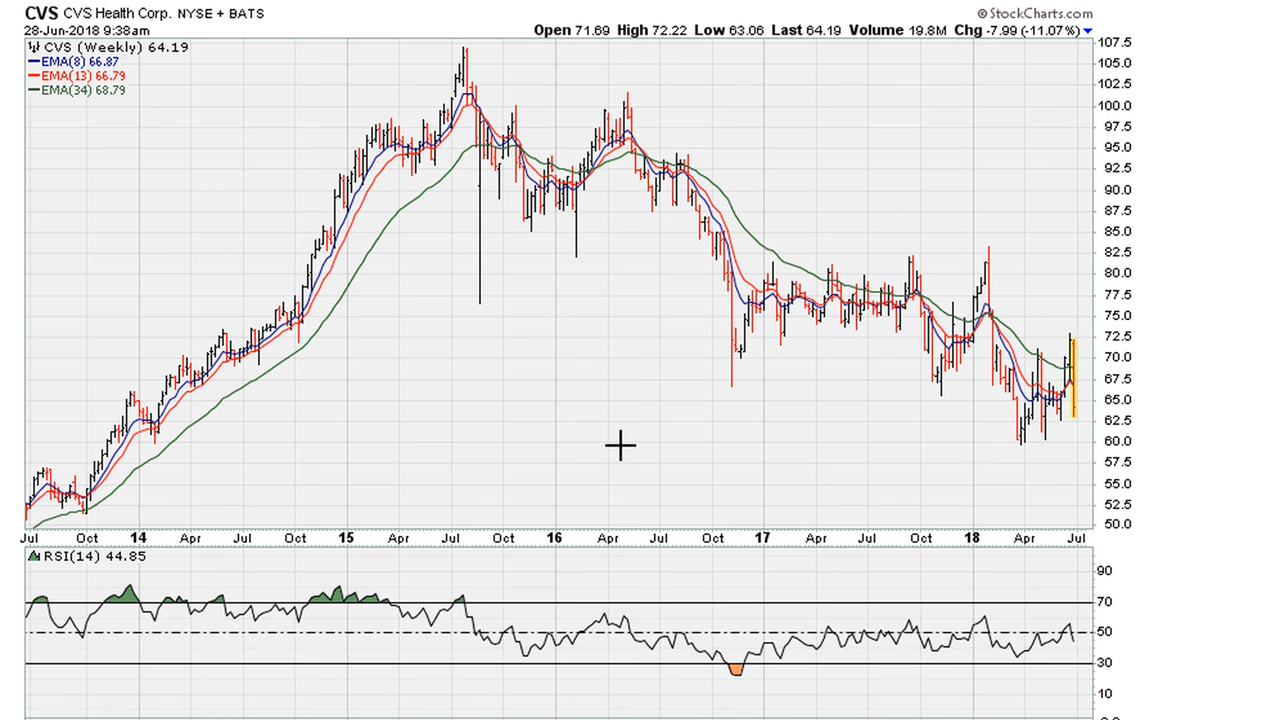 CVS CVS Health Corp. NYSE + BATS
© StockCharts.com
28-Jun-2018 9:38am
Open 71.69 High 72.22 Low 63.06 Last 64.19 Volume 19.8M Chg -7.99 (-11.07%)
CVS (Weekly) 64.19
EMA(8) 66.87
EMA(13) 66.79
EMA(34) 68.79
107.5
105.0
102.5
100.0
97.5
95.0
92.5
90.0
87.5
85.0
82.5
80.0
77.5
75.0
72.5
70.0
67.5
65.0
62.5
60.0
57.5
55.0
52.5
50.0
Jul Oct 14 Apr Jul Oct 15 Apr Jul Oct 16 Apr Jul Oct 17 Apr Jul Oct 18 Apr Jul
RSI(14) 44.85
90
70
50
30
10